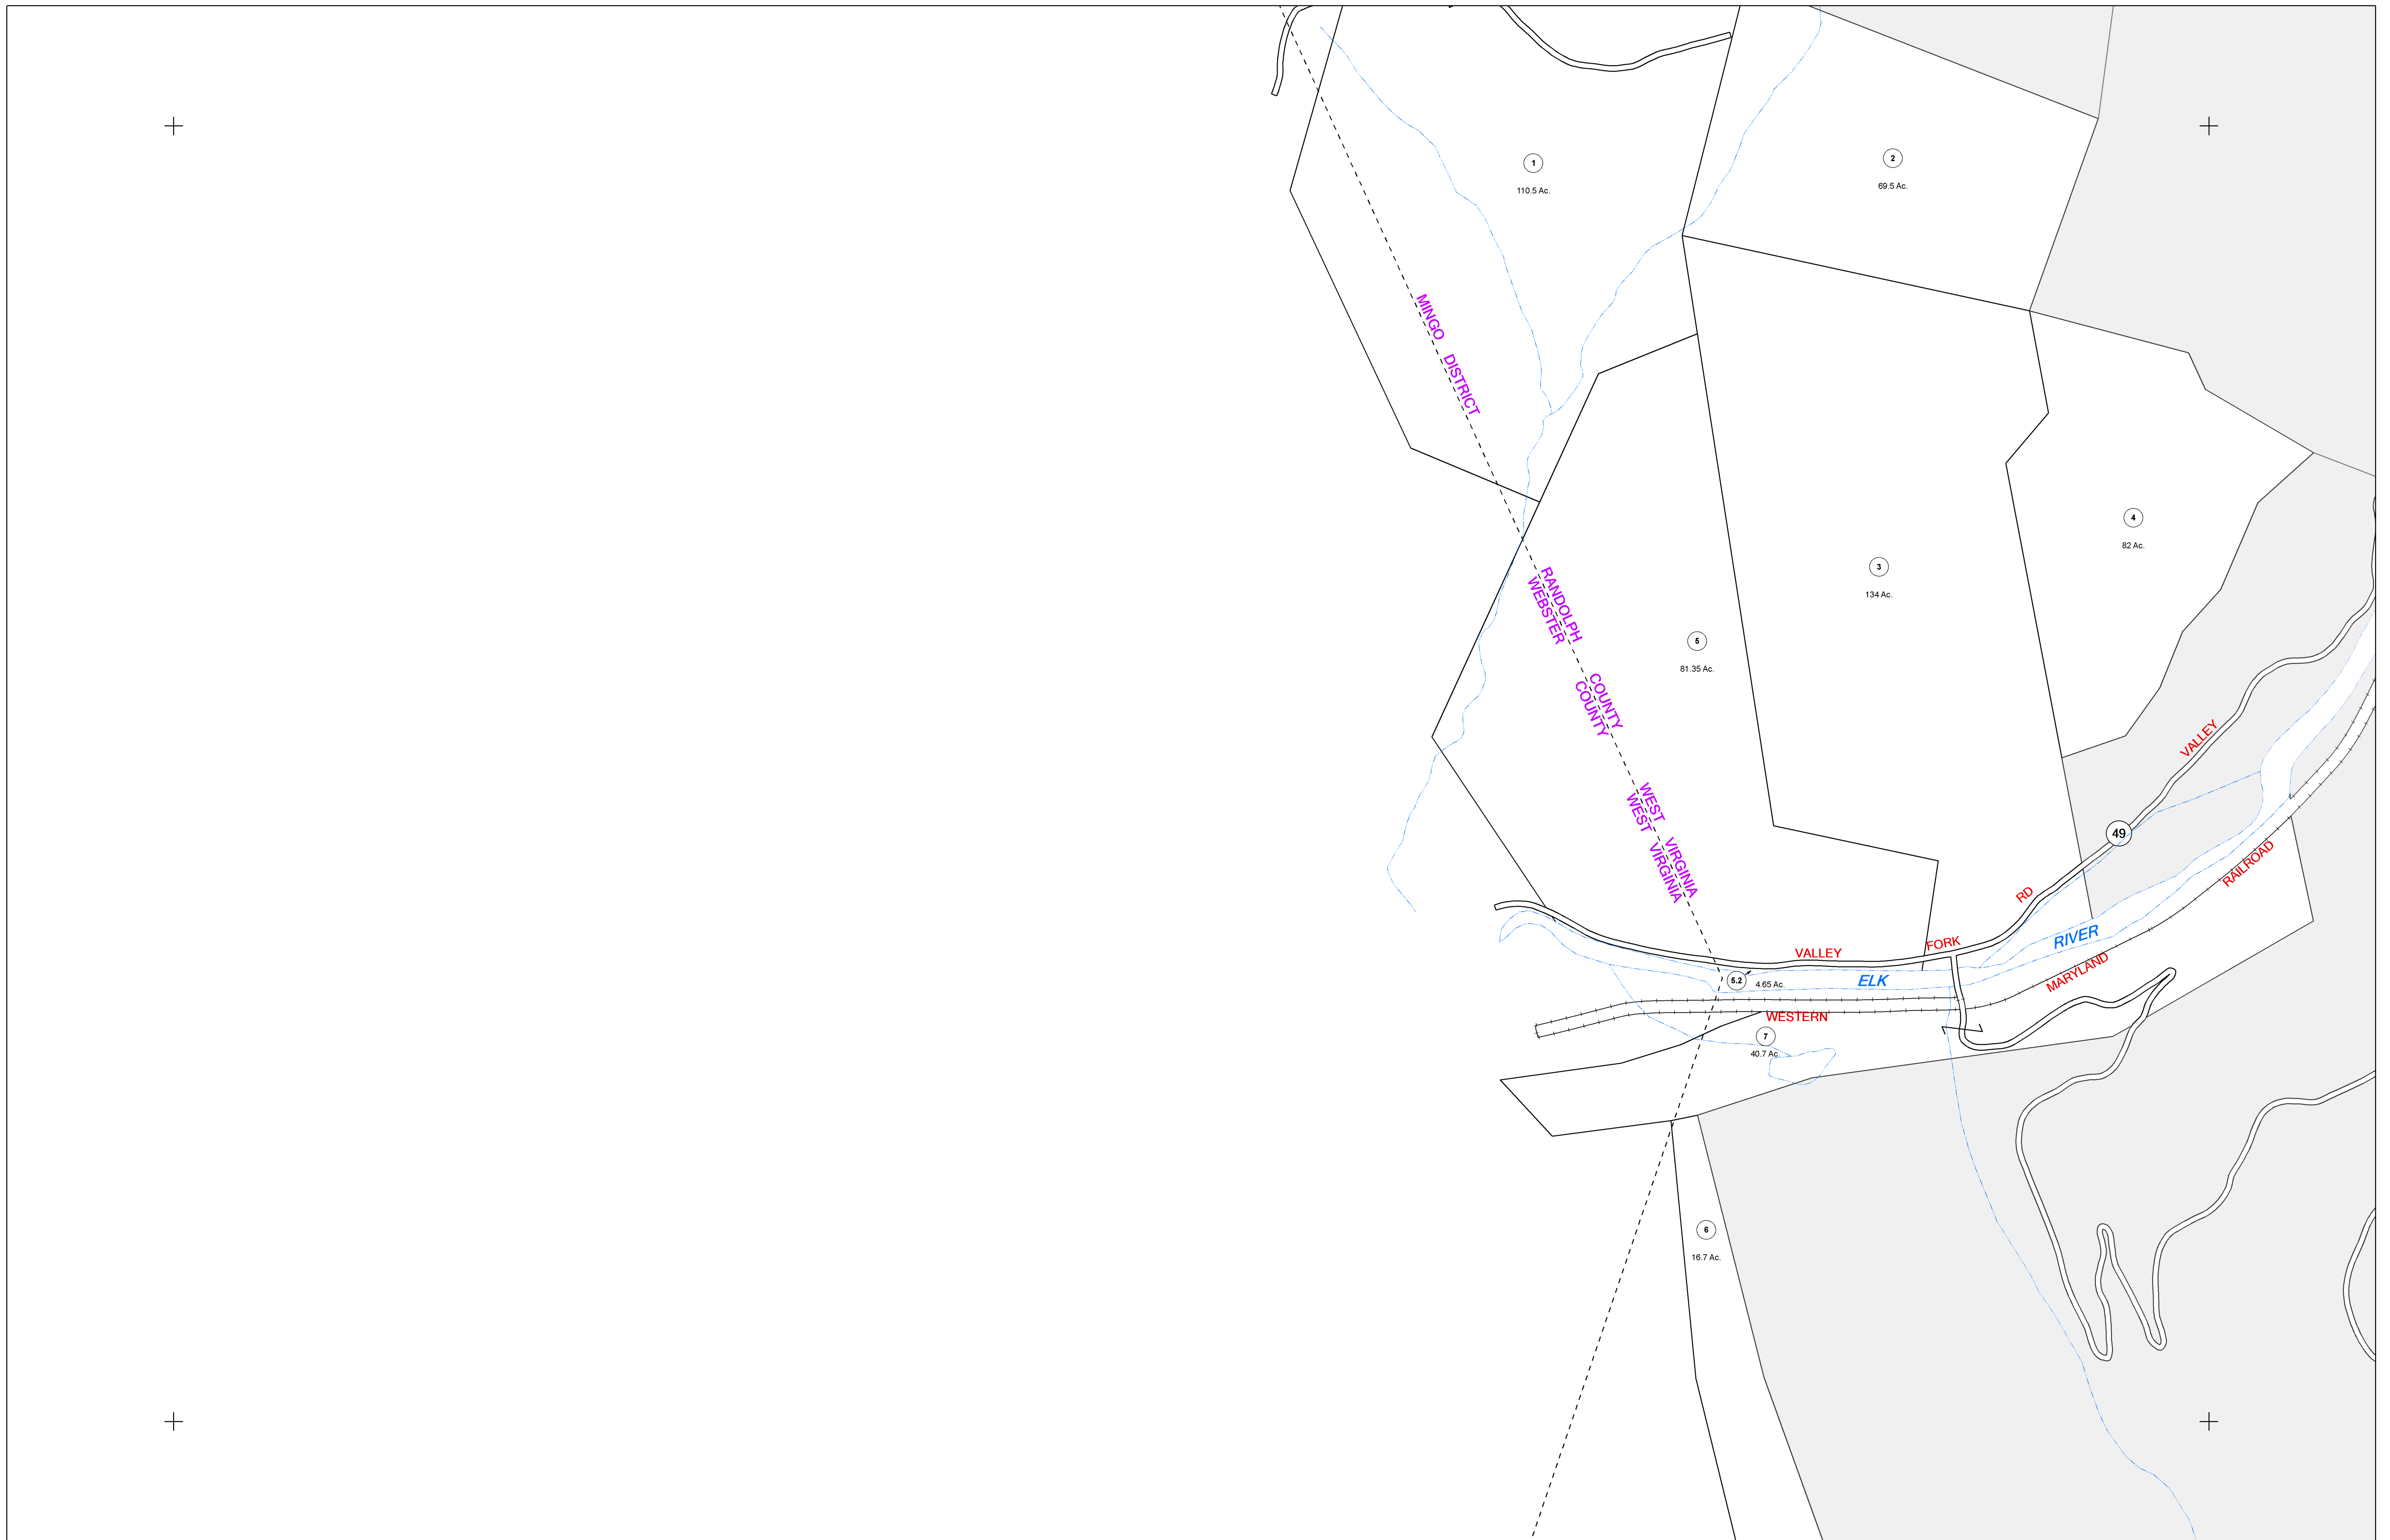 2
69.5 Ac.
1
110.5 Ac.
MINGO DISTRICT
4
82 Ac.
3
134 Ac.
RANDOLPH COUNTY WEST VIRGINIA
WEBSTER COUNTY WEST VIRGINIA
5
81.35 Ac.
VALLEY
49
RAILROAD
RD
RIVER
FORK
VALLEY
MARYLAND
5.2
4.65 Ac.
ELK
WESTERN
7
40.7 Ac.
6
16.7 Ac.